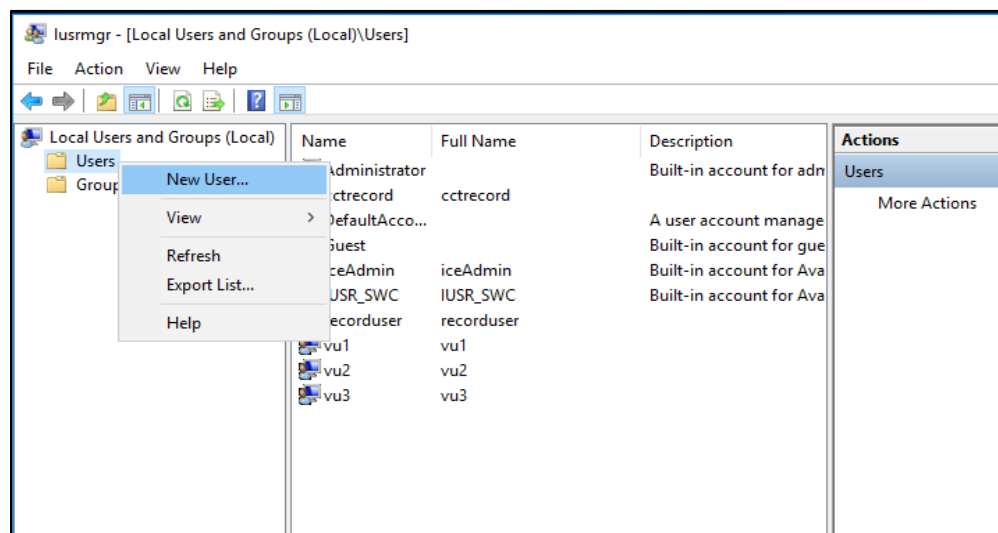 lusrmgr - [Local Users and Groups (Local)\Users]
File Action View Help
Local Users and Groups (Local)
Users
Group
New User...
View
Refresh
Export List...
Help
Name Full Name Description
Administrator Built-in account for adm
cctrecord cctrecord
DefaultAcco... A user account manage
Guest Built-in account for gue
iceAdmin iceAdmin Built-in account for Ava
IUSR_SWC IUSR_SWC Built-in account for Ava
recorduser recorduser
vu1 vu1
vu2 vu2
vu3 vu3
Actions
Users
More Actions